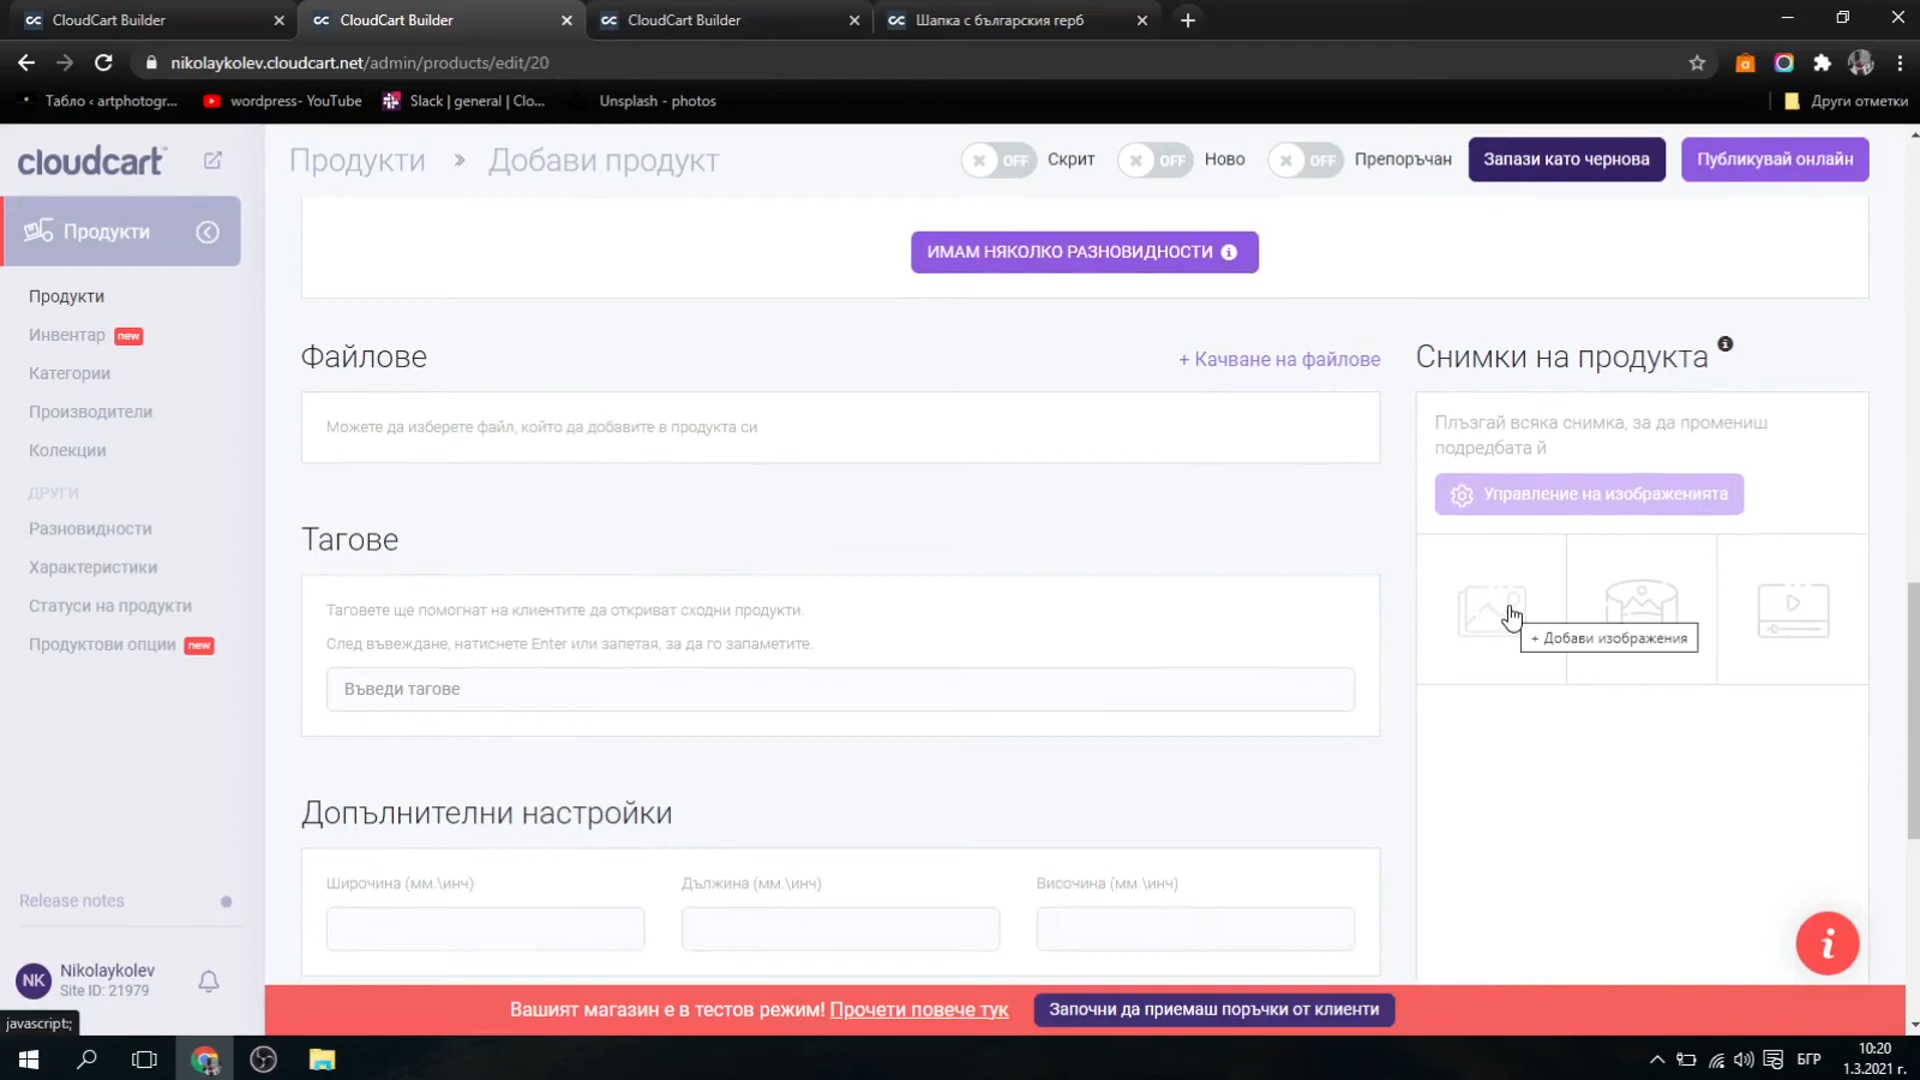 CloudCart Builder
CloudCart Builder
CloudCart Builder
Шапка с българския герб
nikolaykolev.cloudcart.net/admin/products/edit/20
Табло ‹ artphotogr...
wordpress- YouTube
Slack | general | Clo...
Unsplash - photos
Други отметки
cloudcart
Продукти » Добави продукт
OFF Скрит
OFF Ново
OFF Препоръчан
Запази като чернова
Публикувай онлайн
Продукти
Продукти
Инвентар new
Категории
Производители
Колекции
ДРУГИ
Разновидности
Характеристики
Статуси на продукти
Продуктови опции new
Release notes
NK
Nikolaykolev
Site ID: 21979
javascript:;
ИМАМ НЯКОЛКО РАЗНОВИДНОСТИ
Файлове
+ Качване на файлове
Можете да изберете файл, който да добавите в продукта си
Тагове
Таговете ще помогнат на клиентите да откриват сходни продукти.
След въвеждане, натиснете Enter или запетая, за да го запаметите.
Въведи тагове
Допълнителни настройки
Широчина (мм.\инч)
Дължина (мм.\инч)
Височина (мм.\инч)
Снимки на продукта
Плъзгай всяка снимка, за да промениш
подредбата й
Управление на изображенията
+ Добави изображения
Вашият магазин е в тестов режим! Прочети повече тук
Започни да приемаш поръчки от клиенти
БГР
10:20
1.3.2021 г.